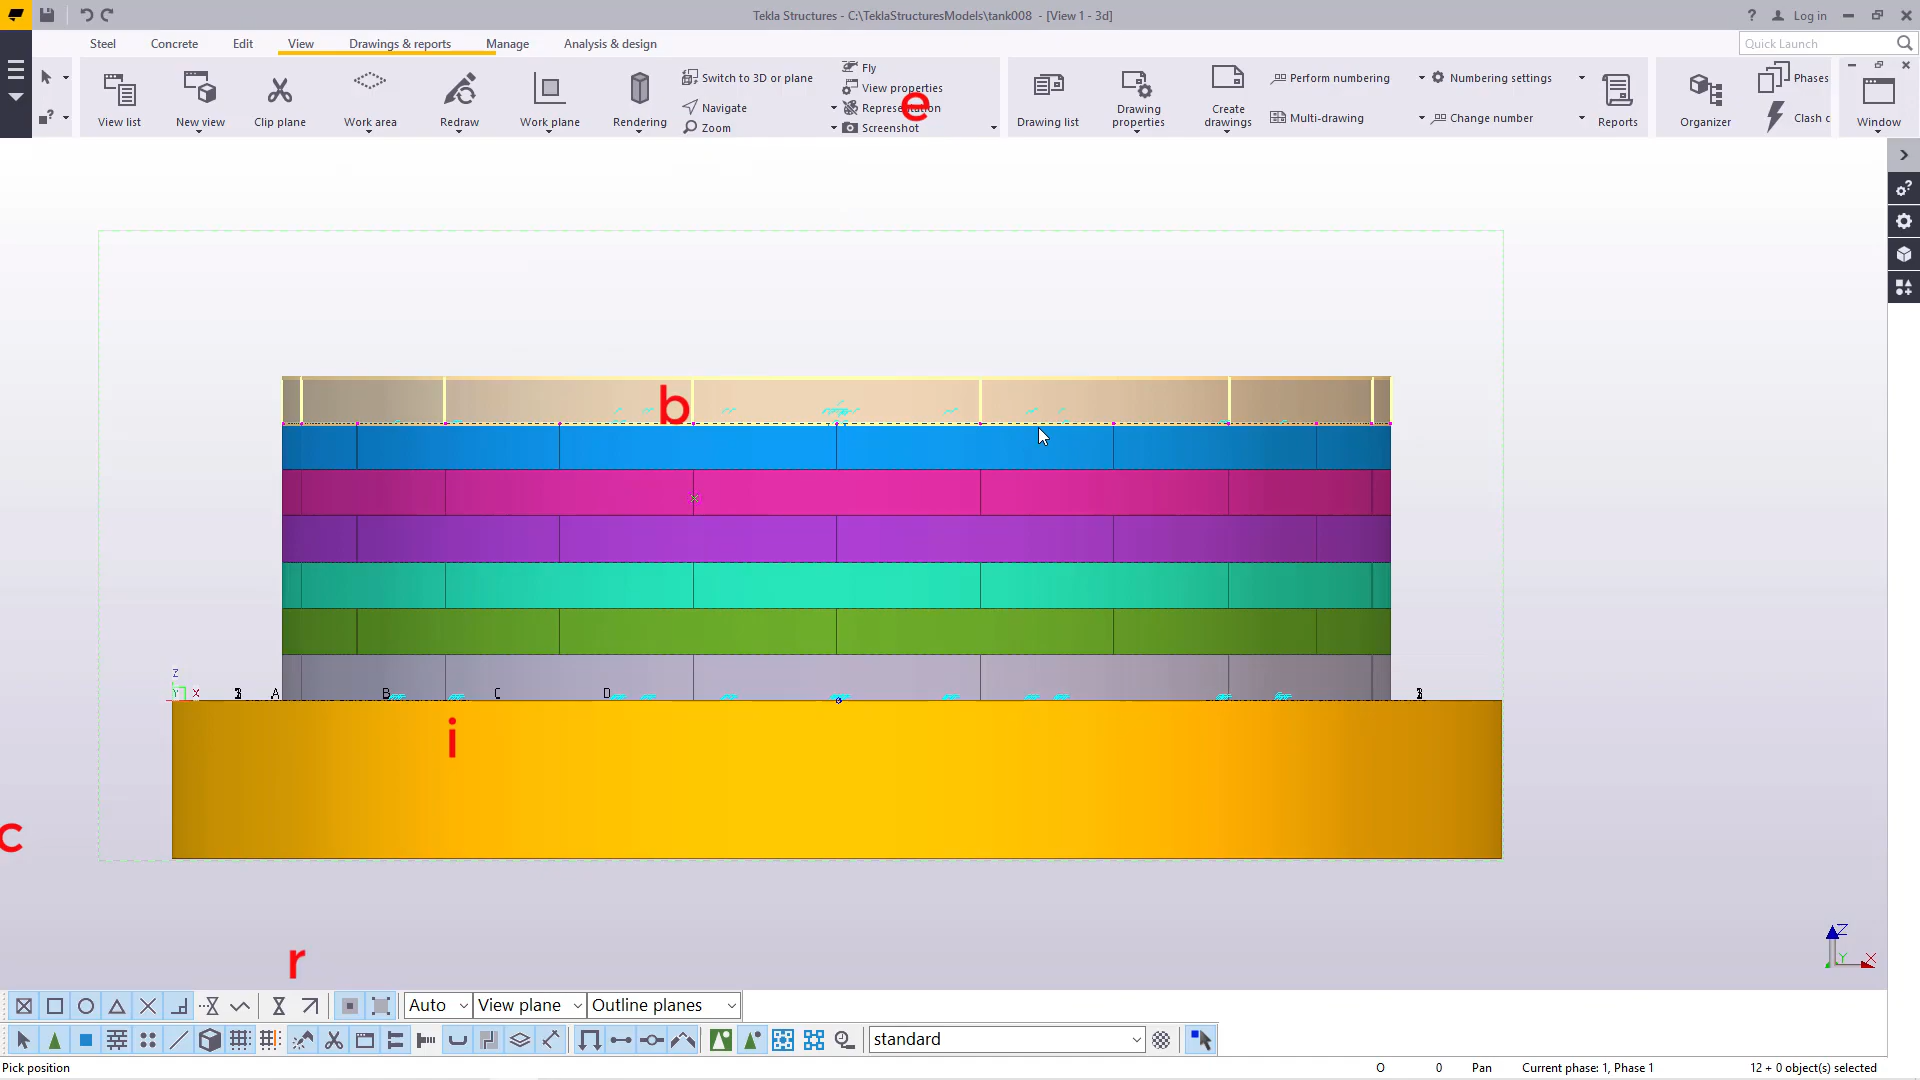 Tekla Structures - C:\TeklaStructuresModels\tank008 - [View 1 - 3d]
? Log in
Steel Concrete Edit View Drawings & reports Manage Analysis & design
Quick Launch
View list
New view
Clip plane
Work area
Redraw
Work plane
Rendering
Switch to 3D or plane
Navigate
Zoom
Fly
View properties
Representation
Screenshot
Drawing list
Drawing properties
Create drawings
Perform numbering
Multi-drawing
Numbering settings
Change number
Reports
Organizer
Phases
Clash c
Window
e
b
Z
Y X
A B C D
i
c
r
Z
Y X
Auto View plane Outline planes
standard
Pick position
O 0 Pan Current phase: 1, Phase 1 12 + 0 object(s) selected